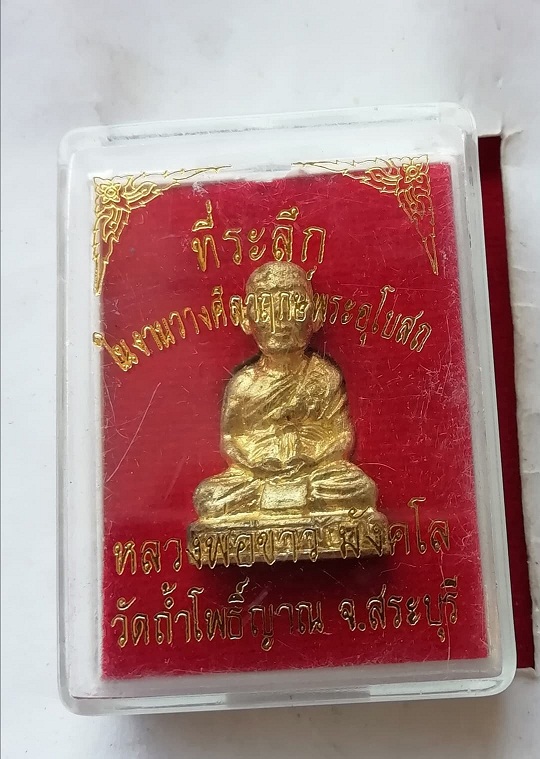 ที่ระลึก
ในงานวางศิลาฤกษ์พระอุโบสถ
หลวงพ่อขาว มังคโล
วัดถ้ำโพธิ์ญาณ จ.สระบุรี